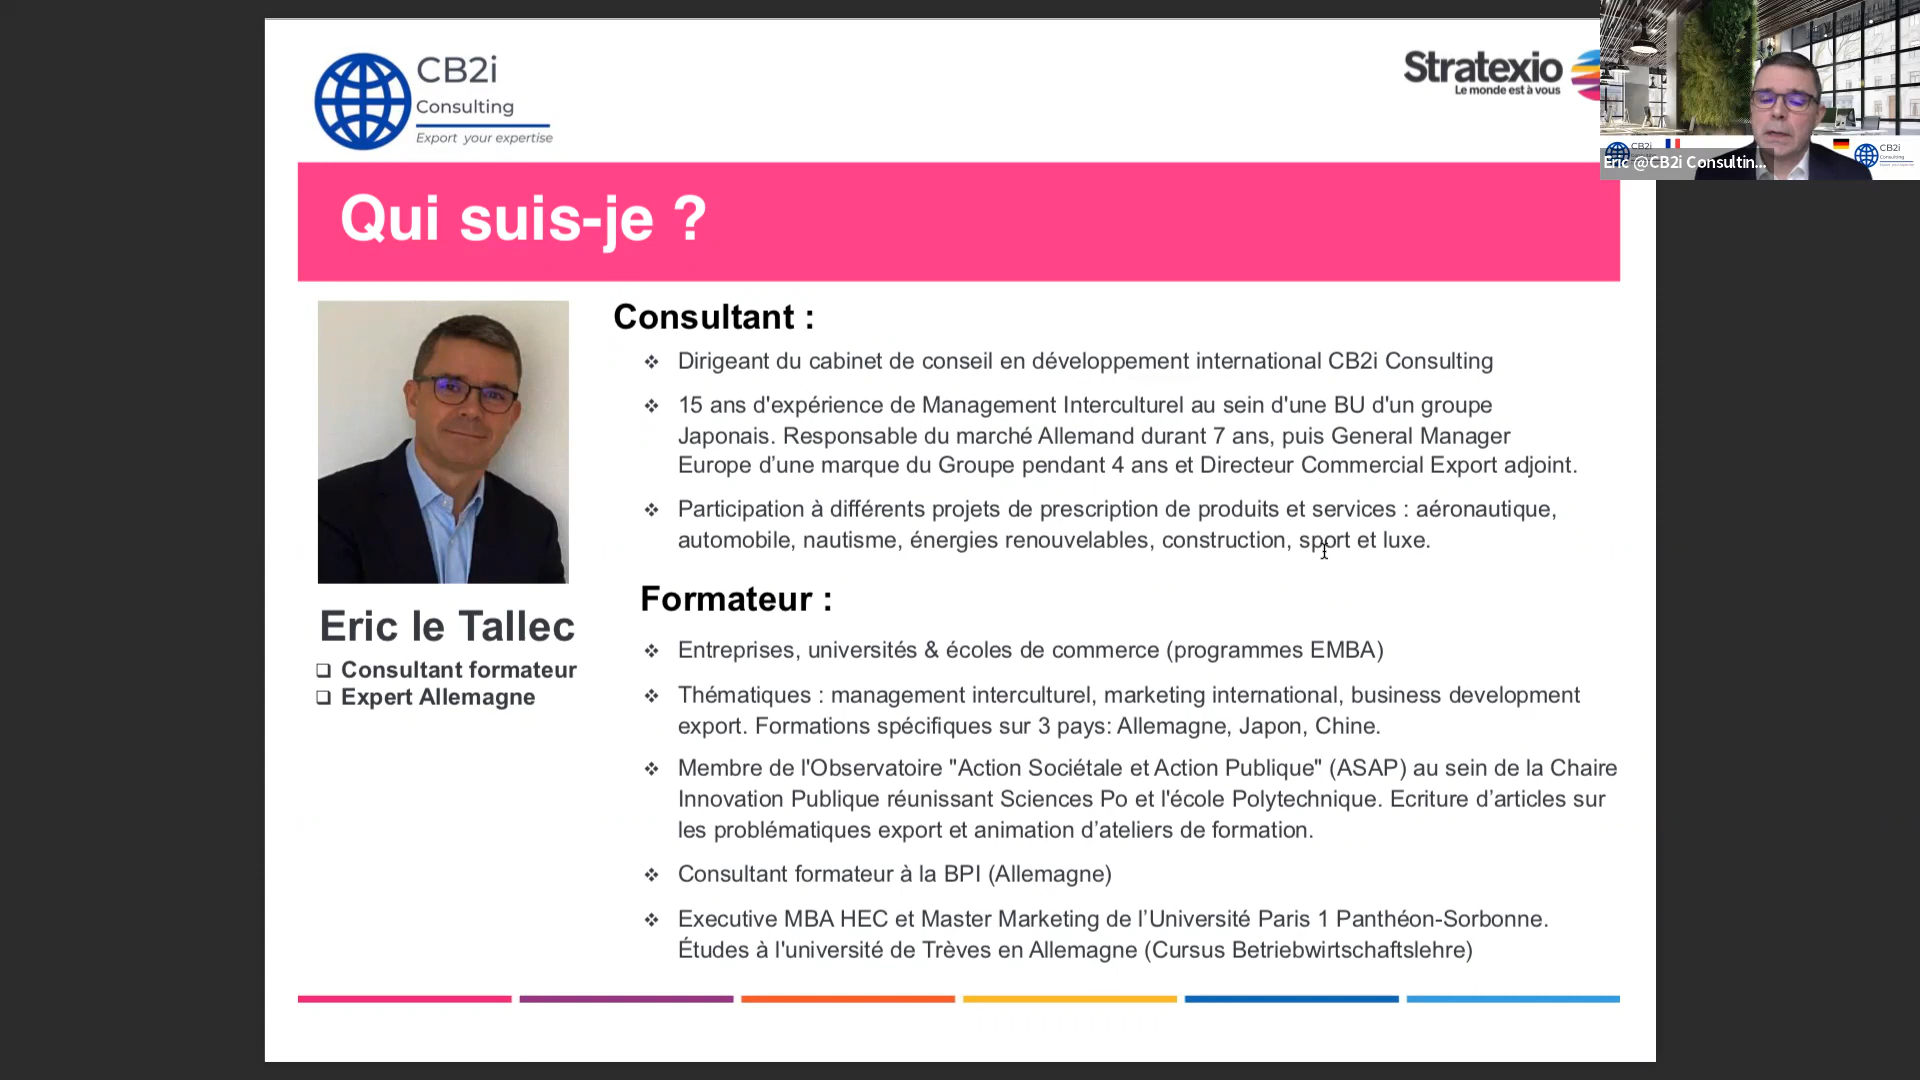 CB2i
Consulting
Export your expertise
Stratexio
Le monde est à vous
CB2i
CB2i
Consulting
Eric @CB2i Consultin...
Qui suis-je ?
Eric le Tallec
❑ Consultant formateur
❑ Expert Allemagne
Consultant :
❖ Dirigeant du cabinet de conseil en développement international CB2i Consulting
❖ 15 ans d'expérience de Management Interculturel au sein d'une BU d'un groupe
Japonais. Responsable du marché Allemand durant 7 ans, puis General Manager
Europe d’une marque du Groupe pendant 4 ans et Directeur Commercial Export adjoint.
❖ Participation à différents projets de prescription de produits et services : aéronautique,
automobile, nautisme, énergies renouvelables, construction, sport et luxe.
Formateur :
❖ Entreprises, universités & écoles de commerce (programmes EMBA)
❖ Thématiques : management interculturel, marketing international, business development
export. Formations spécifiques sur 3 pays: Allemagne, Japon, Chine.
❖ Membre de l'Observatoire "Action Sociétale et Action Publique" (ASAP) au sein de la Chaire
Innovation Publique réunissant Sciences Po et l'école Polytechnique. Ecriture d’articles sur
les problématiques export et animation d’ateliers de formation.
❖ Consultant formateur à la BPI (Allemagne)
❖ Executive MBA HEC et Master Marketing de l’Université Paris 1 Panthéon-Sorbonne.
Études à l'université de Trèves en Allemagne (Cursus Betriebwirtschaftslehre)